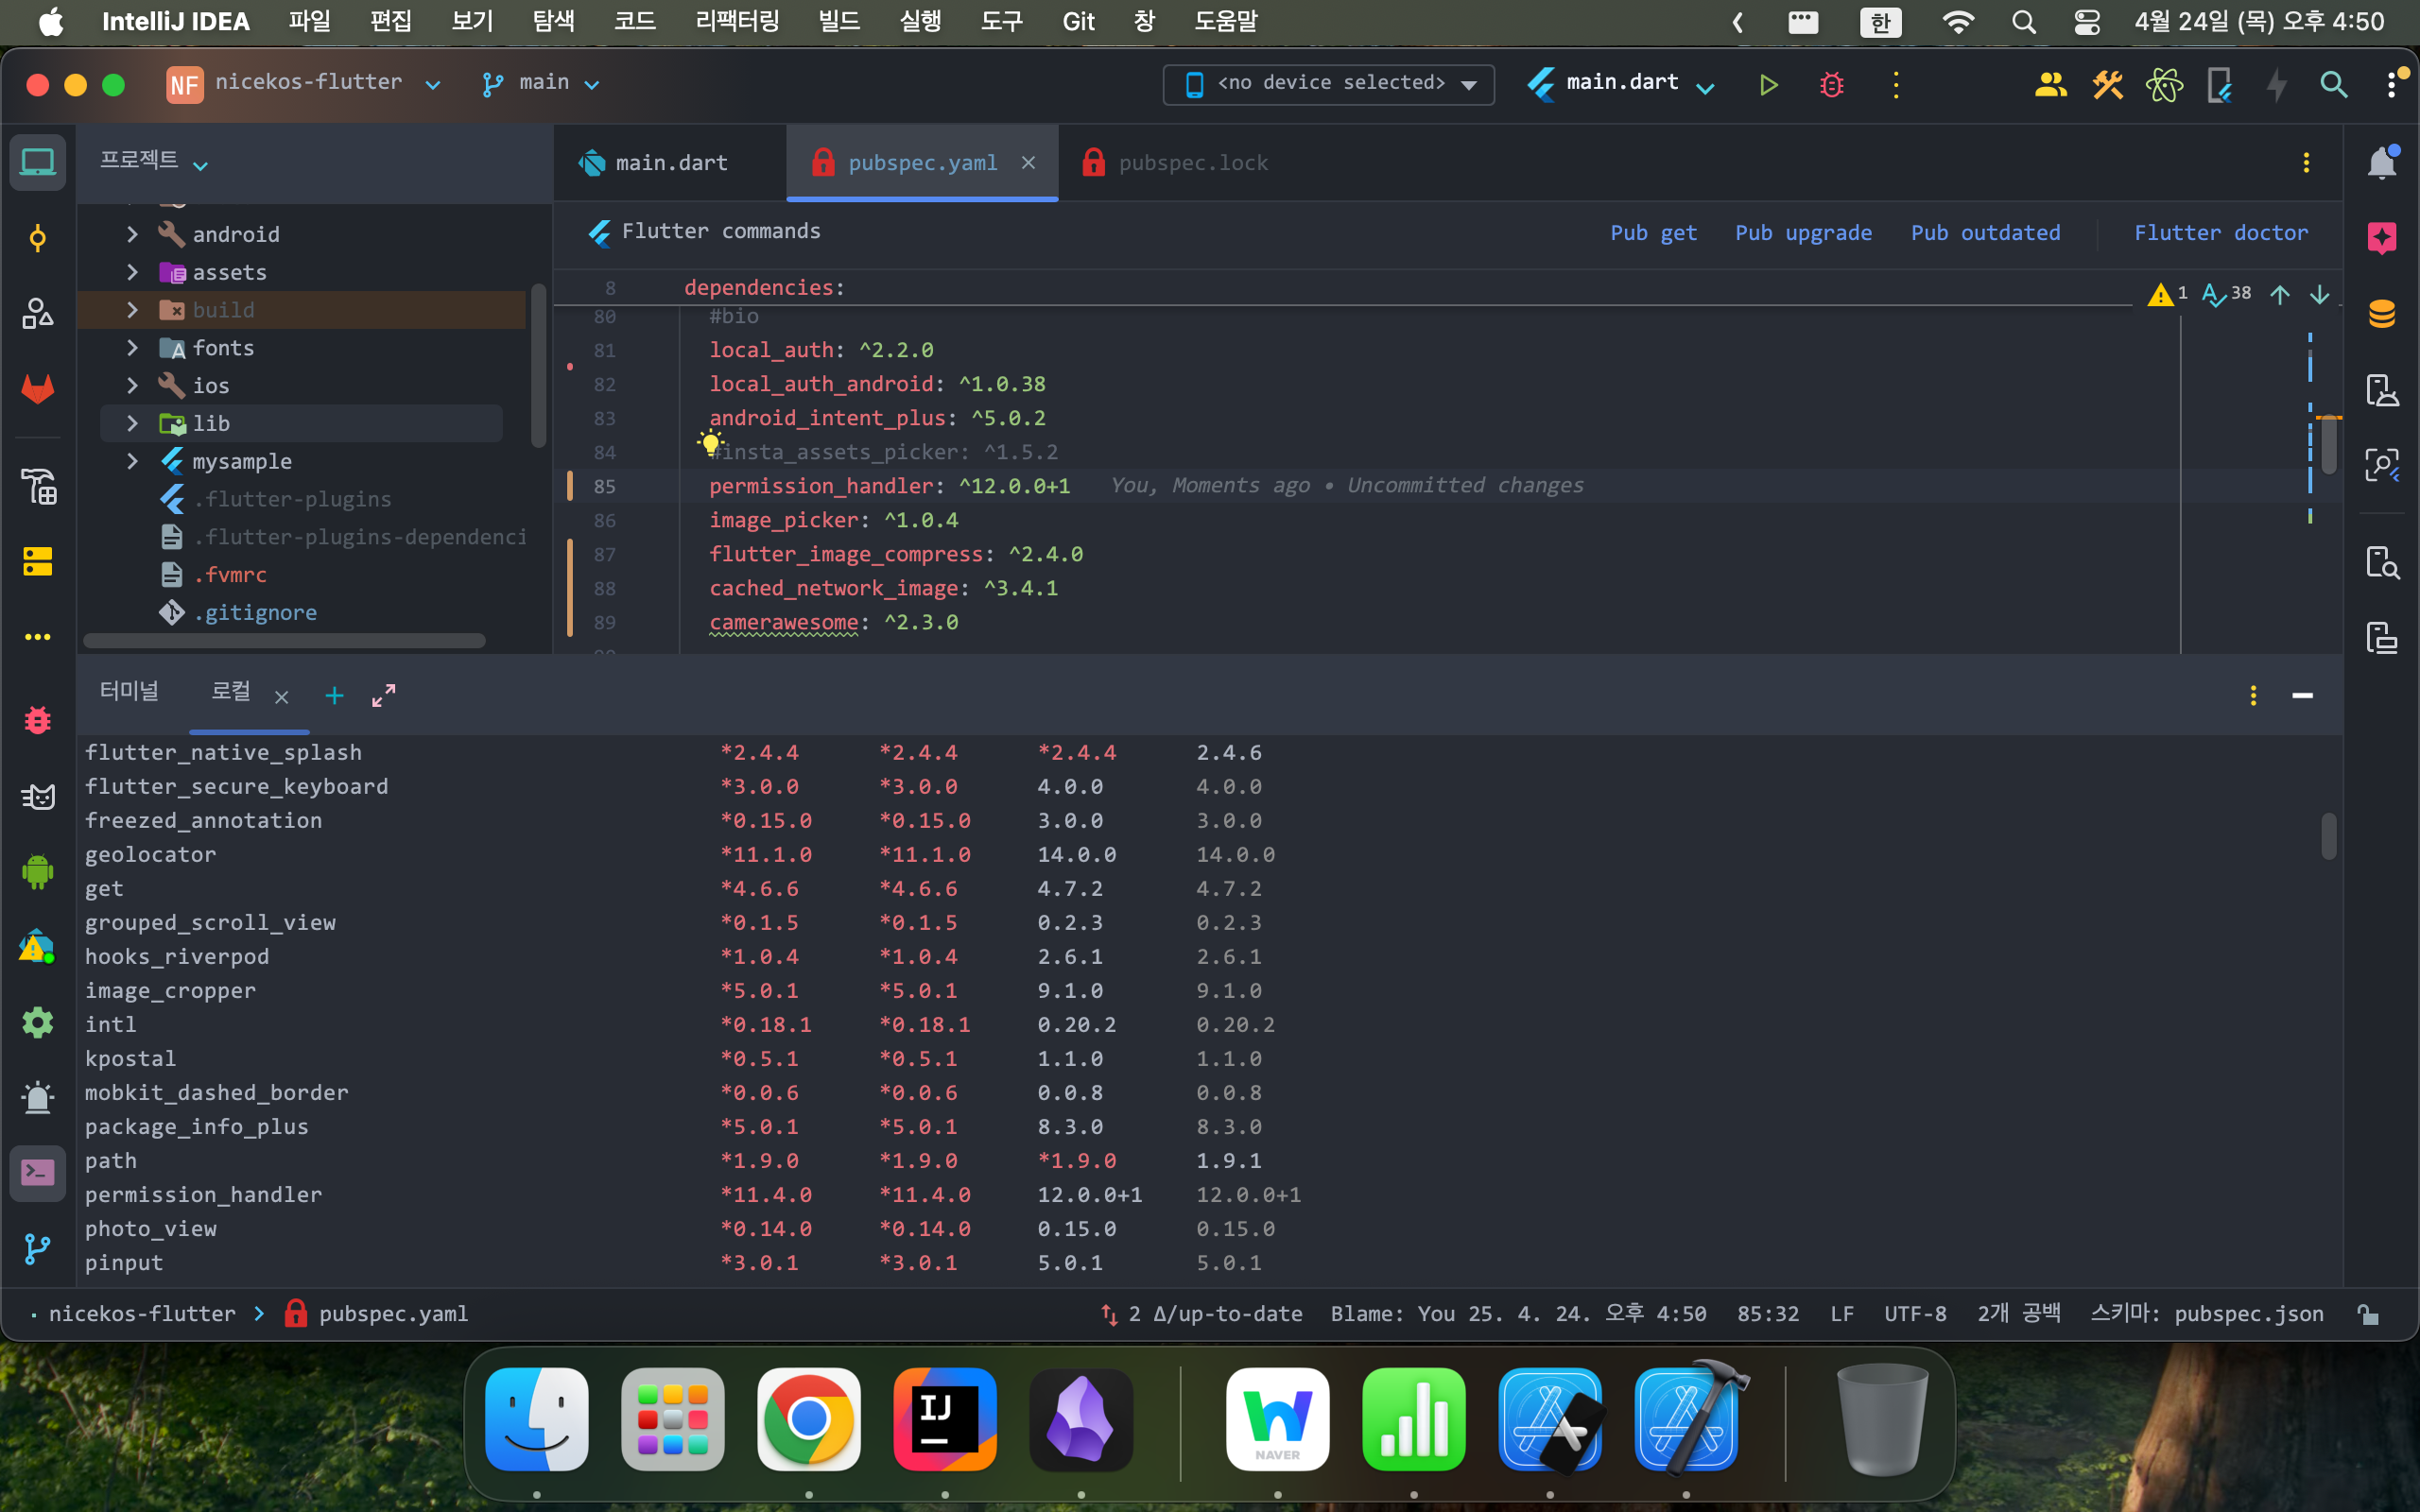 IntelliJ IDEA 파일 편집 보기 탐색 코드 리팩터링 빌드 실행 도구 Git 창 도움말 한 4월 24일 (목) 오후 4:50
NF nicekos-flutter main <no device selected> main.dart
프로젝트
android
assets
build
fonts
ios
lib
mysample
.flutter-plugins
.flutter-plugins-dependenci
.fvmrc
.gitignore
main.dart pubspec.yaml pubspec.lock
Flutter commands Pub get Pub upgrade Pub outdated Flutter doctor
8 dependencies: 1 38
80 #bio
81 local_auth: ^2.2.0
82 local_auth_android: ^1.0.38
83 android_intent_plus: ^5.0.2
84 #insta_assets_picker: ^1.5.2
85 permission_handler: ^12.0.0+1 You, Moments ago • Uncommitted changes
86 image_picker: ^1.0.4
87 flutter_image_compress: ^2.4.0
88 cached_network_image: ^3.4.1
89 camerawesome: ^2.3.0
터미널 로컬
flutter_native_splash *2.4.4 *2.4.4 *2.4.4 2.4.6
flutter_secure_keyboard *3.0.0 *3.0.0 4.0.0 4.0.0
freezed_annotation *0.15.0 *0.15.0 3.0.0 3.0.0
geolocator *11.1.0 *11.1.0 14.0.0 14.0.0
get *4.6.6 *4.6.6 4.7.2 4.7.2
grouped_scroll_view *0.1.5 *0.1.5 0.2.3 0.2.3
hooks_riverpod *1.0.4 *1.0.4 2.6.1 2.6.1
image_cropper *5.0.1 *5.0.1 9.1.0 9.1.0
intl *0.18.1 *0.18.1 0.20.2 0.20.2
kpostal *0.5.1 *0.5.1 1.1.0 1.1.0
mobkit_dashed_border *0.0.6 *0.0.6 0.0.8 0.0.8
package_info_plus *5.0.1 *5.0.1 8.3.0 8.3.0
path *1.9.0 *1.9.0 *1.9.0 1.9.1
permission_handler *11.4.0 *11.4.0 12.0.0+1 12.0.0+1
photo_view *0.14.0 *0.14.0 0.15.0 0.15.0
pinput *3.0.1 *3.0.1 5.0.1 5.0.1
nicekos-flutter pubspec.yaml 2 Δ/up-to-date Blame: You 25. 4. 24. 오후 4:50 85:32 LF UTF-8 2개 공백 스키마: pubspec.json
IJ
NAVER